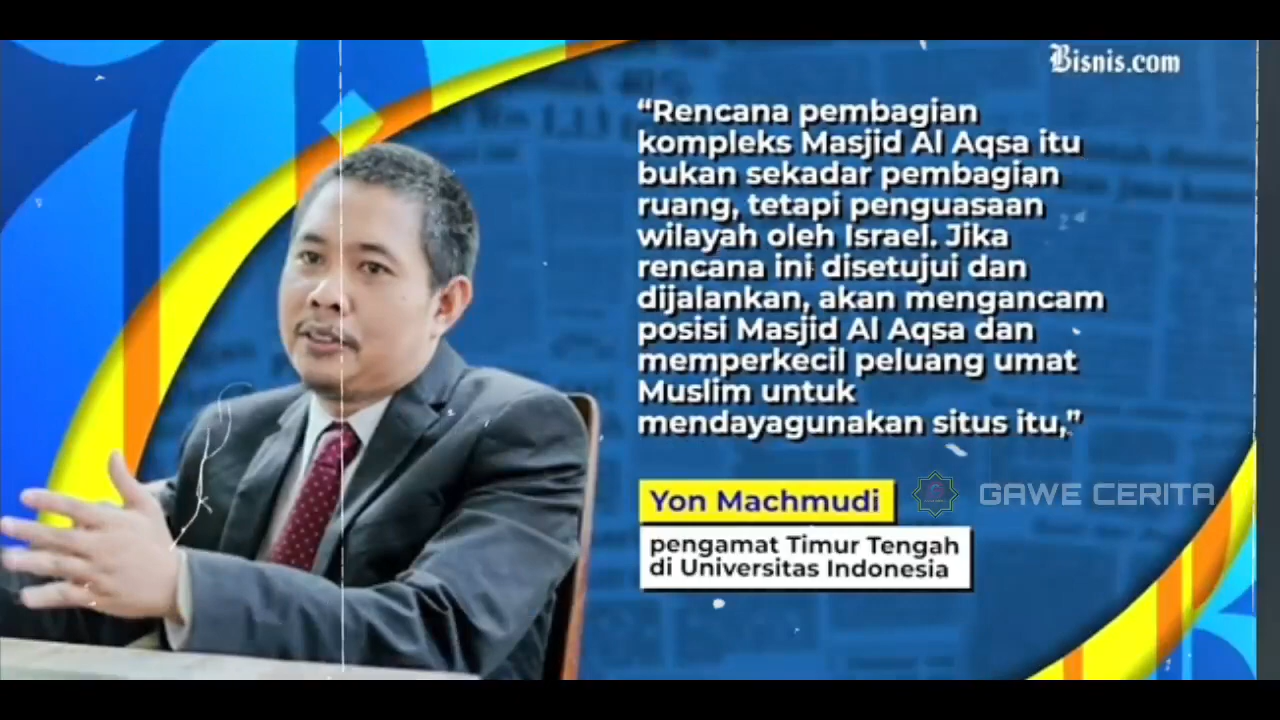 Bisnis.com
“Rencana pembagian
kompleks Masjid Al Aqsa itu
bukan sekadar pembagian
ruang, tetapi penguasaan
wilayah oleh Israel. Jika
rencana ini disetujui dan
dijalankan, akan mengancam
posisi Masjid Al Aqsa dan
memperkecil peluang umat
Muslim untuk
mendayagunakan situs itu,”
Yon Machmudi
GAWE CERITA
pengamat Timur Tengah
di Universitas Indonesia